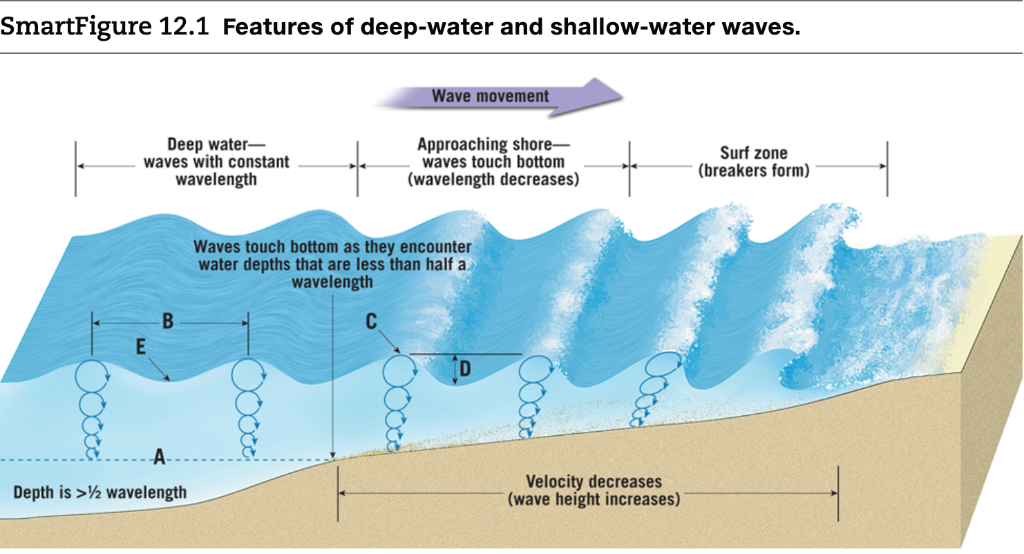 SmartFigure 12.1 Features of deep-water and shallow-water waves.
Wave movement
Deep water—
waves with constant
wavelength
Approaching shore—
waves touch bottom
(wavelength decreases)
Surf zone
(breakers form)
Waves touch bottom as they encounter
water depths that are less than half a
wavelength
B
C
E
D
A
Depth is >½ wavelength
Velocity decreases
(wave height increases)